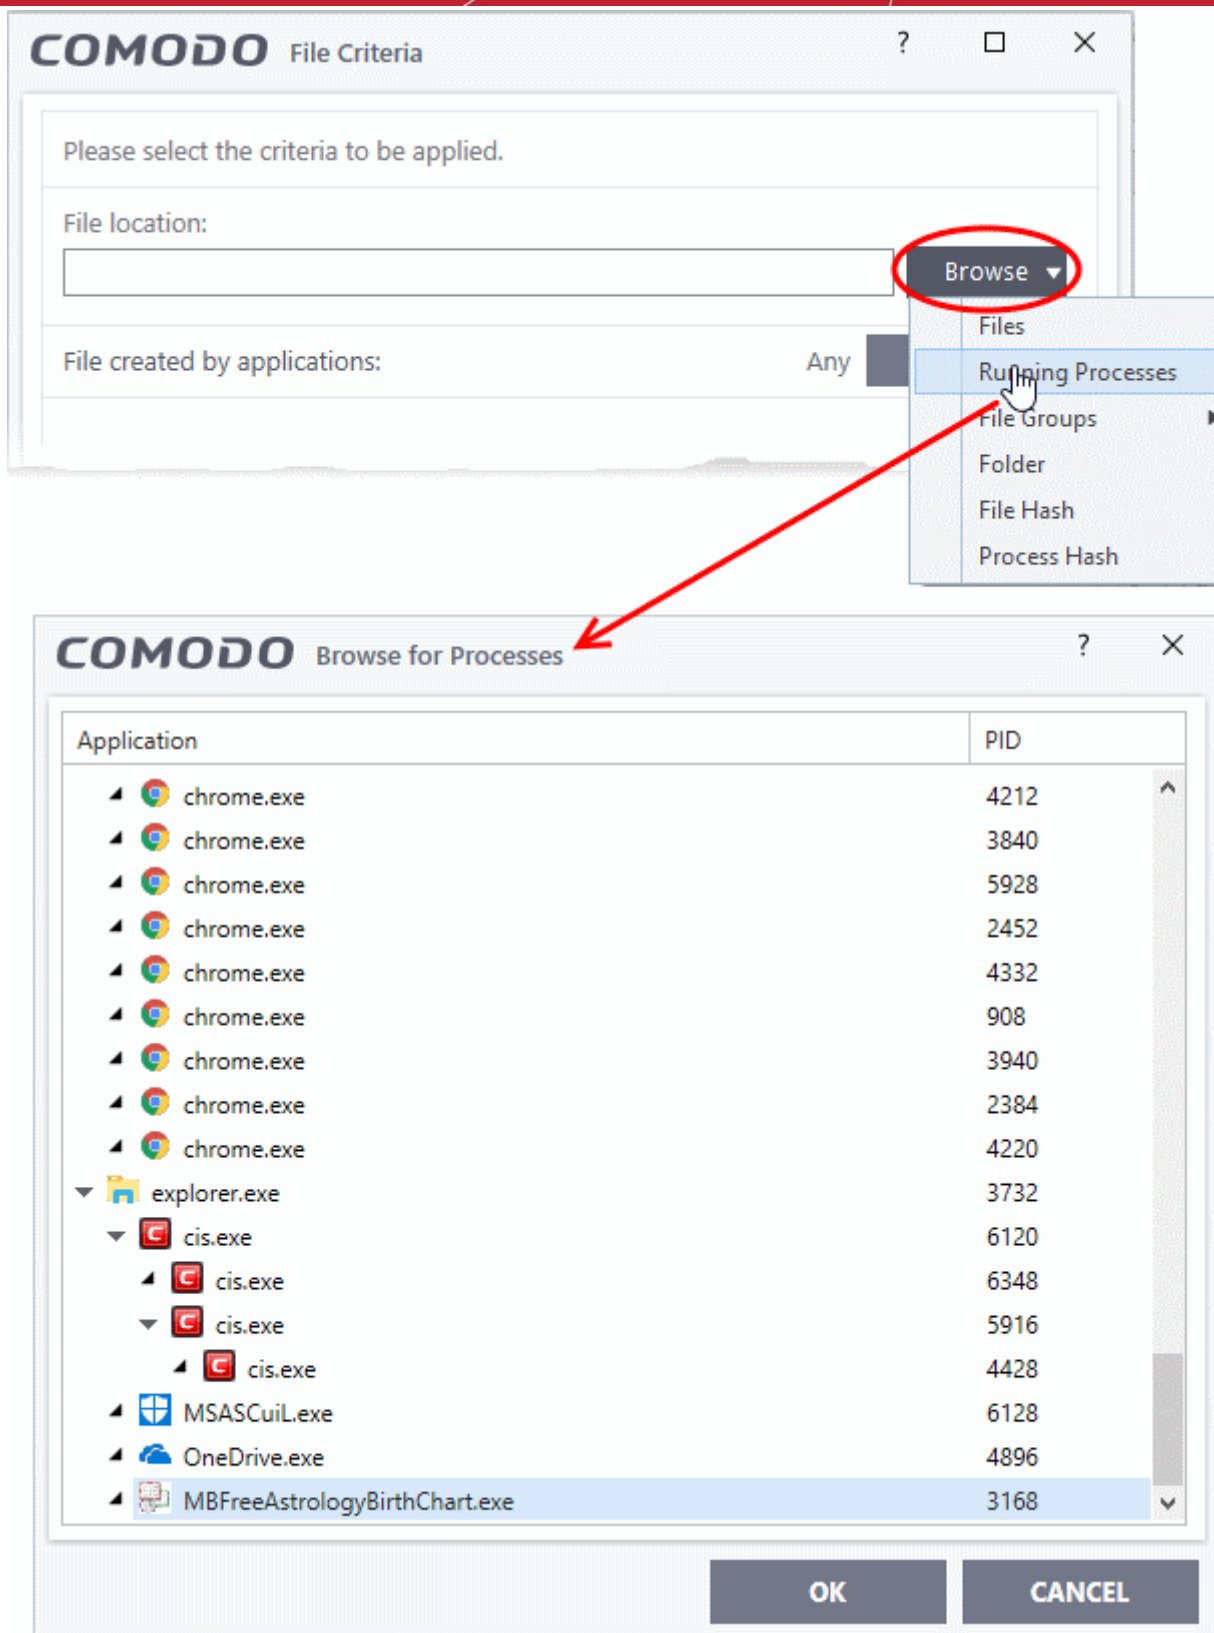 COMODO File Criteria ?
Please select the criteria to be applied.
File location:
Browse
Files
File created by applications: Any
Running Processes
File Groups
Folder
File Hash
Process Hash
COMODO Browse for Processes ?
Application PID
chrome.exe 4212
chrome.exe 3840
chrome.exe 5928
chrome.exe 2452
chrome.exe 4332
chrome.exe 908
chrome.exe 3940
chrome.exe 2384
chrome.exe 4220
explorer.exe 3732
cis.exe 6120
cis.exe 6348
cis.exe 5916
cis.exe 4428
MSASCuiL.exe 6128
OneDrive.exe 4896
MBFreeAstrologyBirthChart.exe 3168
OK CANCEL